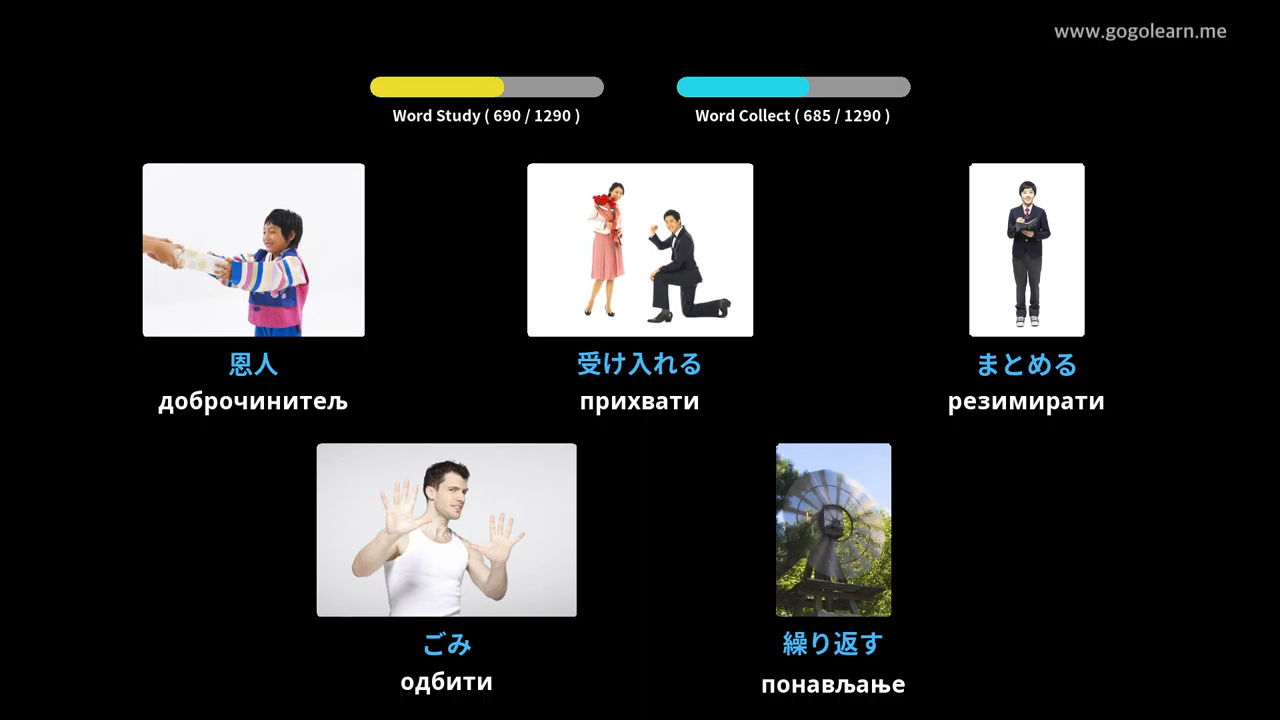 www.gogolearn.me
Word Study ( 690 / 1290 )
Word Collect ( 685 / 1290 )
恩人
доброчинитељ
受け入れる
прихвати
まとめる
резимирати
ごみ
одбити
繰り返す
понављање